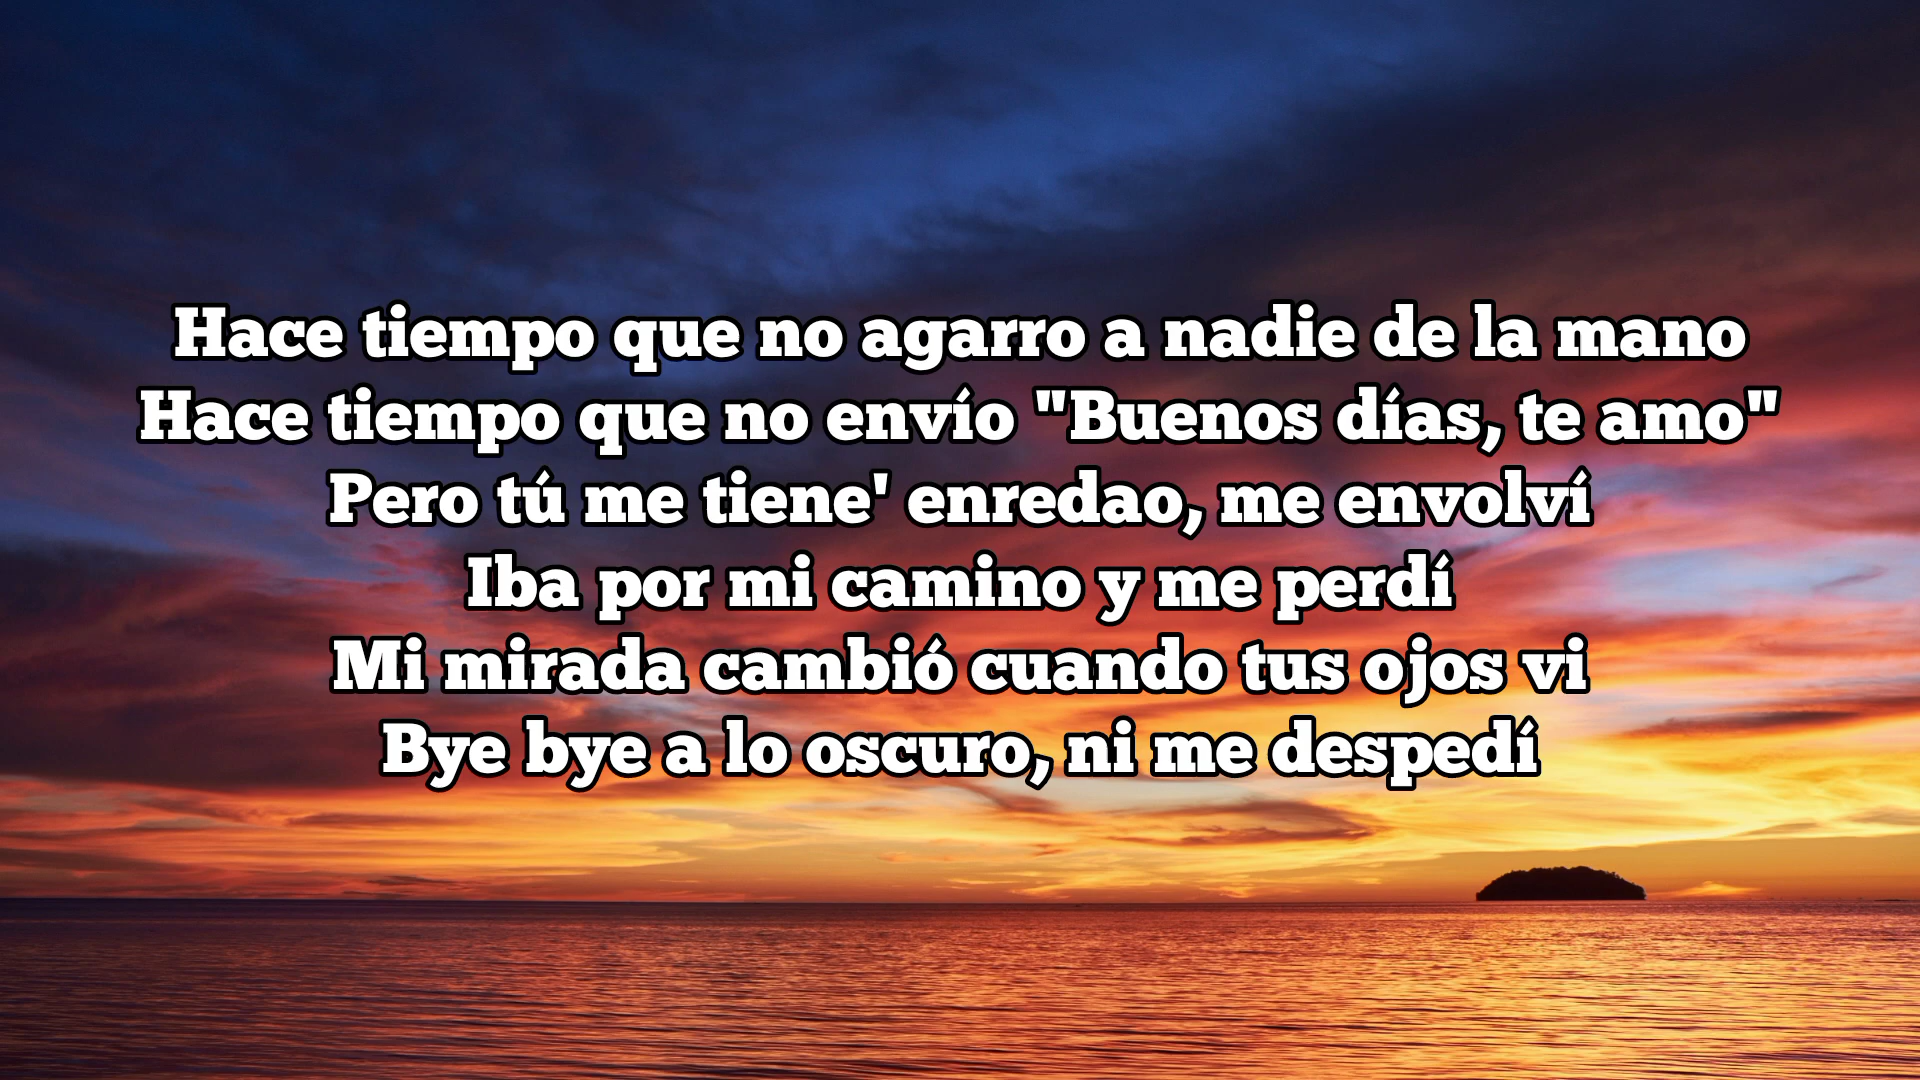 Hace tiempo que no agarro a nadie de la mano
Hace tiempo que no envío "Buenos días, te amo"
Pero tú me tiene' enredao, me envolví
Iba por mi camino y me perdí
Mi mirada cambió cuando tus ojos vi
Bye bye a lo oscuro, ni me despedí